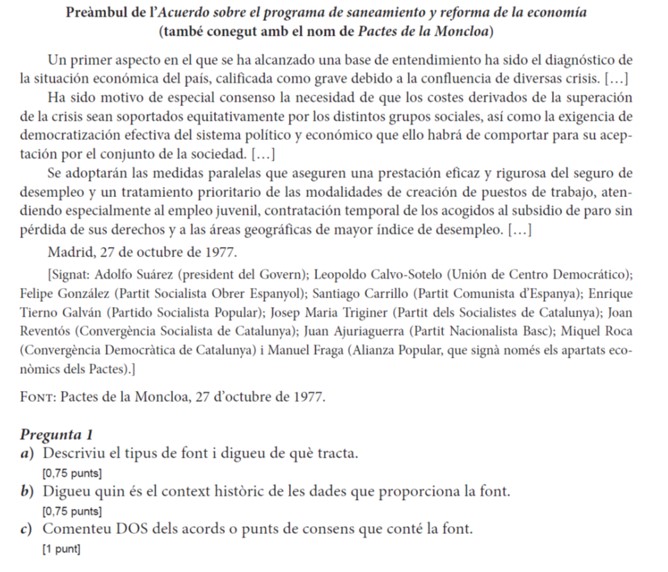 Preàmbul de l'Acuerdo sobre el programa de saneamiento y reforma de la economía
(també conegut amb el nom de Pactes de la Moncloa)
Un primer aspecto en el que se ha alcanzado una base de entendimiento ha sido el diagnóstico de
la situación económica del país, calificada como grave debido a la confluencia de diversas crisis. […]
Ha sido motivo de especial consenso la necesidad de que los costes derivados de la superación
de la crisis sean soportados equitativamente por los distintos grupos sociales, así como la exigencia de
democratización efectiva del sistema político y económico que ello habrá de comportar para su acep-
tación por el conjunto de la sociedad. […]
Se adoptarán las medidas paralelas que aseguren una prestación eficaz y rigurosa del seguro de
desempleo y un tratamiento prioritario de las modalidades de creación de puestos de trabajo, aten-
diendo especialmente al empleo juvenil, contratación temporal de los acogidos al subsidio de paro sin
pérdida de sus derechos y a las áreas geográficas de mayor índice de desempleo. […]
Madrid, 27 de octubre de 1977.
[Signat: Adolfo Suárez (president del Govern); Leopoldo Calvo-Sotelo (Unión de Centro Democrático);
Felipe González (Partit Socialista Obrer Espanyol); Santiago Carrillo (Partit Comunista d'Espanya); Enrique
Tierno Galván (Partido Socialista Popular); Josep Maria Triginer (Partit dels Socialistes de Catalunya); Joan
Reventós (Convergència Socialista de Catalunya); Juan Ajuriaguerra (Partit Nacionalista Basc); Miquel Roca
(Convergència Democràtica de Catalunya) i Manuel Fraga (Alianza Popular, que signà només els apartats eco-
nòmics dels Pactes).]
FONT: Pactes de la Moncloa, 27 d'octubre de 1977.
Pregunta 1
a) Descriviu el tipus de font i digueu de què tracta.
[0,75 punts]
b) Digueu quin és el context històric de les dades que proporciona la font.
[0,75 punts]
c) Comenteu DOS dels acords o punts de consens que conté la font.
[1 punt]